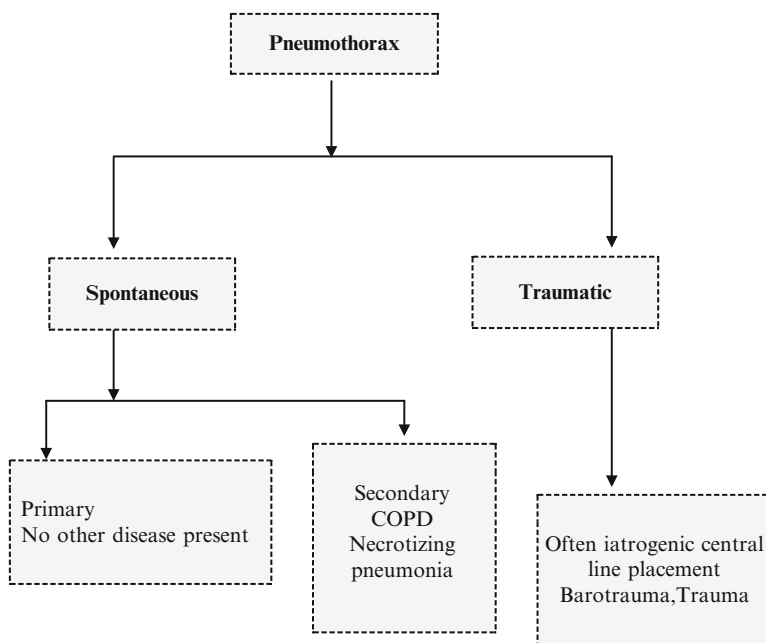 Pneumothorax
Spontaneous
Traumatic
Primary
No other disease present
Secondary
COPD
Necrotizing
pneumonia
Often iatrogenic central
line placement
Barotrauma,Trauma